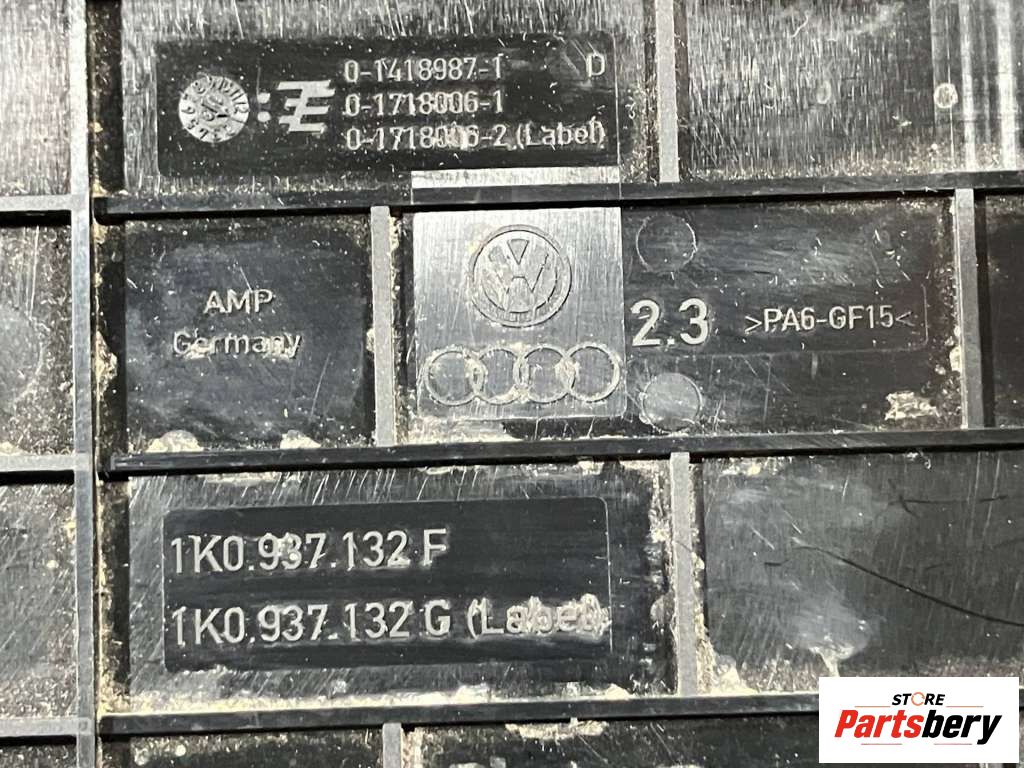 0-1418987-1 D
0-1718006-1
0-1718006-2 (Label)
AMP
Germany
2.3
>PA6-GF15<
1K0.937.132 F
1K0.937.132 G (Label)
STORE
Partsbery